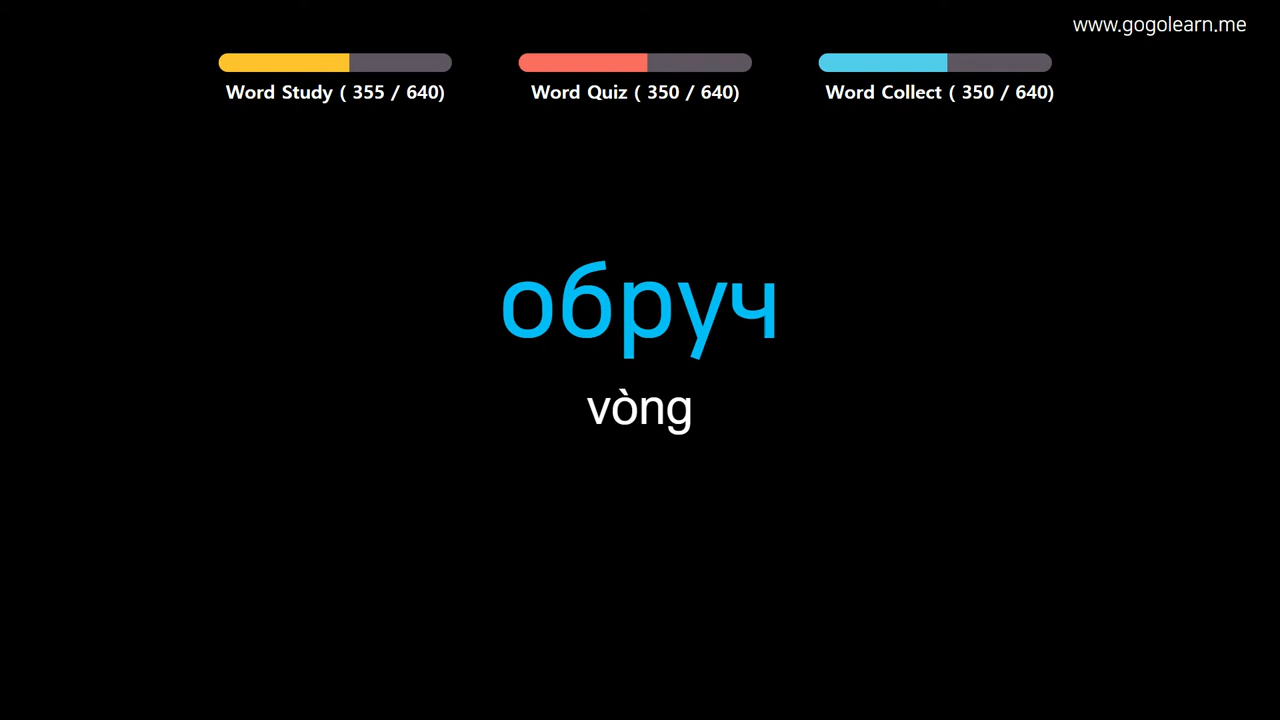 www.gogolearn.me
Word Study ( 355 / 640)
Word Quiz ( 350 / 640)
Word Collect ( 350 / 640)
обруч
vòng